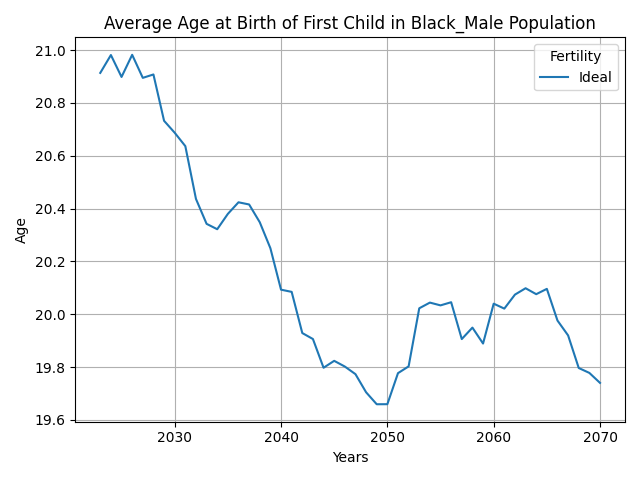 Average Age at Birth of First Child in Black_Male Population
Fertility
Ideal
Age
21.0
20.8
20.6
20.4
20.2
20.0
19.8
19.6
2030 2040 2050 2060 2070
Years